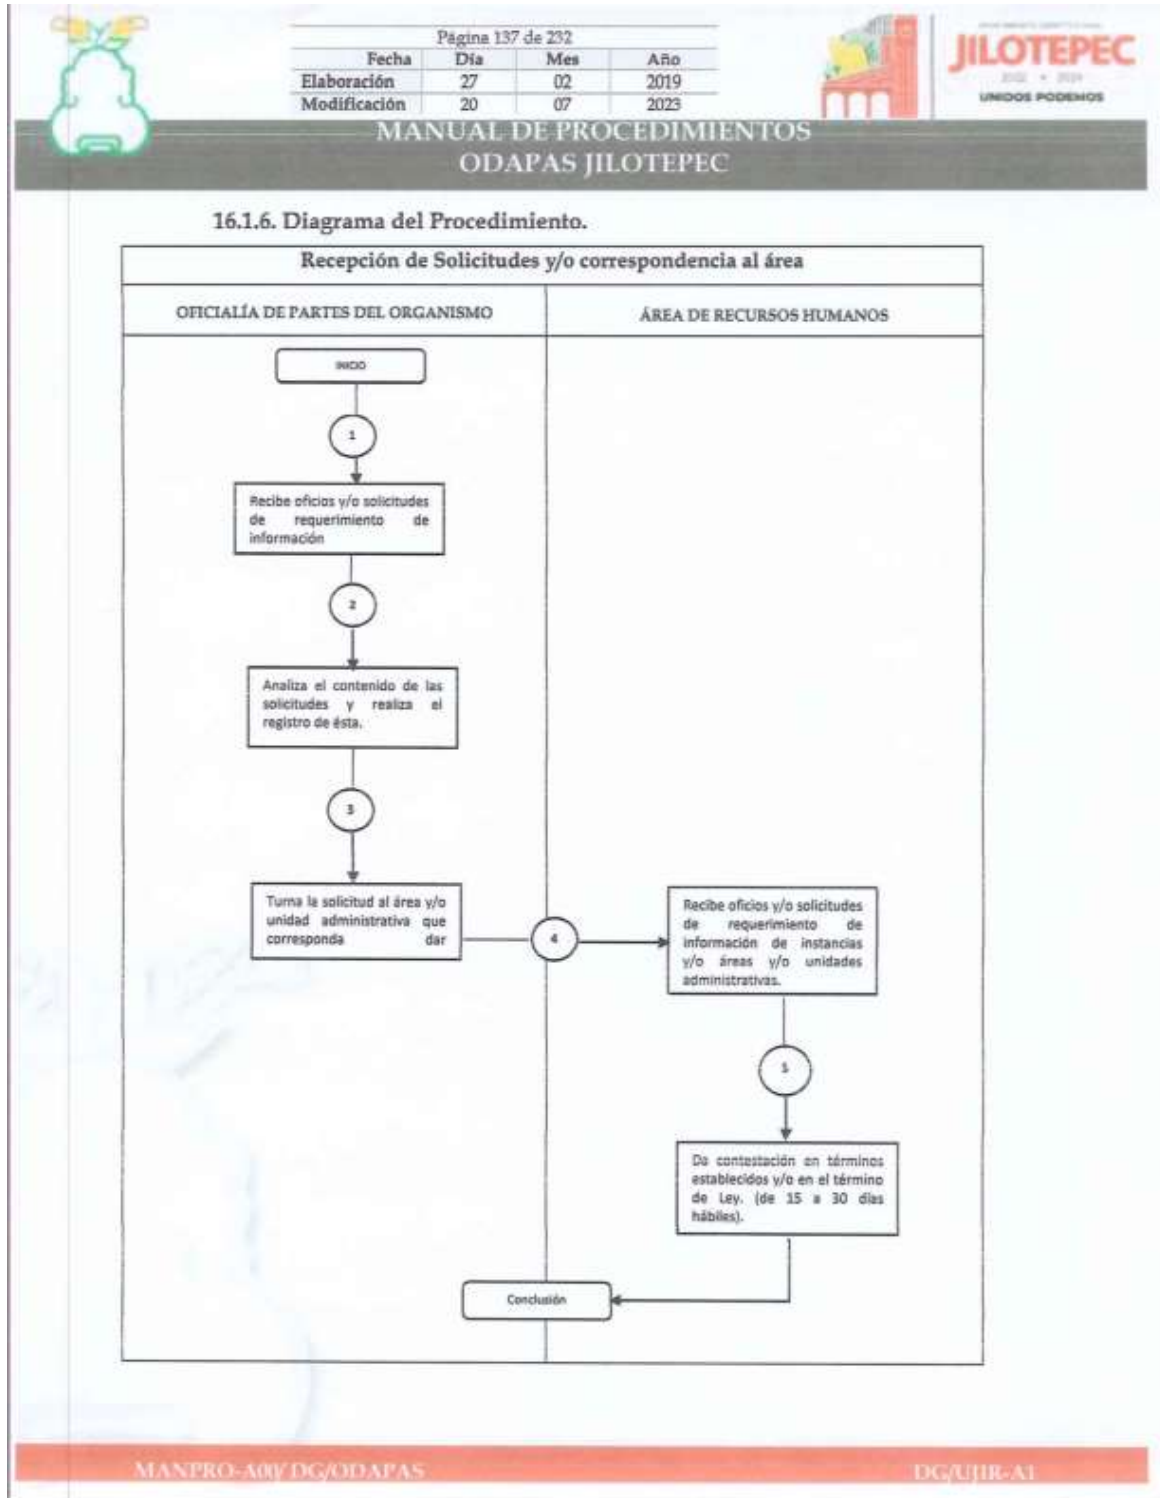 Página 137 de 232
Fecha Día Mes Año
Elaboración 27 02 2019
Modificación 20 07 2023
JILOTEPEC
UNIDOS PODEMOS
MANUAL DE PROCEDIMIENTOS
ODAPAS JILOTEPEC
16.1.6. Diagrama del Procedimiento.
Recepción de Solicitudes y/o correspondencia al área
OFICIALÍA DE PARTES DEL ORGANISMO
ÁREA DE RECURSOS HUMANOS
INICIO
1
Recibe oficios y/o solicitudes
de requerimiento de
información
2
Analiza el contenido de las
solicitudes y realiza el
registro de ésta.
3
Turna la solicitud al área y/o
unidad administrativa que
corresponda dar
4
Recibe oficios y/o solicitudes
de requerimiento de
información de instancias
y/o áreas y/o unidades
administrativas.
5
Da contestación en términos
establecidos y/o en el término
de Ley. (de 15 a 30 días
hábiles).
Conclusión
MANPRO-A00/ DG/ODAPAS
DG/UJIR-A1